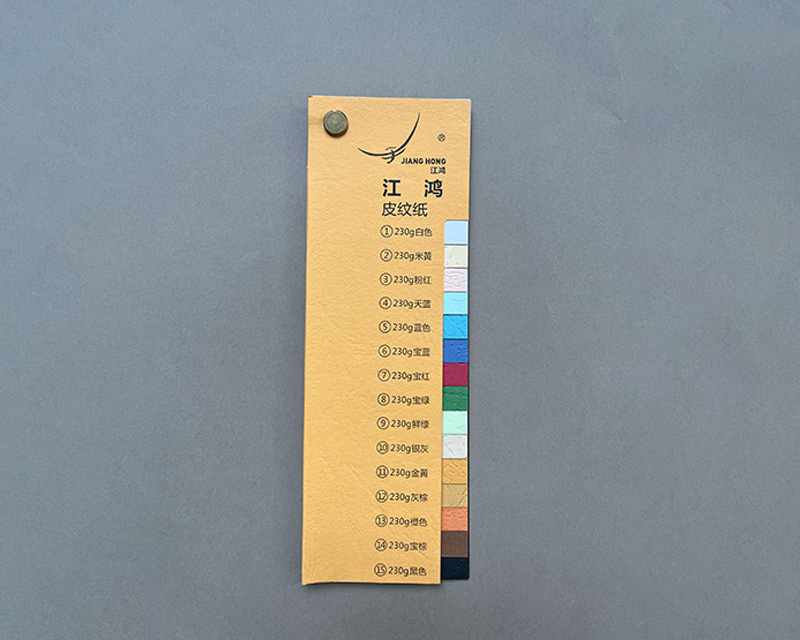 ®
JIANG HONG
江鸿
江 鸿
皮纹纸
①230g白色
②230g米黄
③230g粉红
④230g天蓝
⑤230g蓝色
⑥230g宝蓝
⑦230g宝红
⑧230g宝绿
⑨230g鲜绿
⑩230g银灰
⑪230g金黄
⑫230g灰棕
⑬230g橙色
⑭230g宝棕
⑮230g黑色